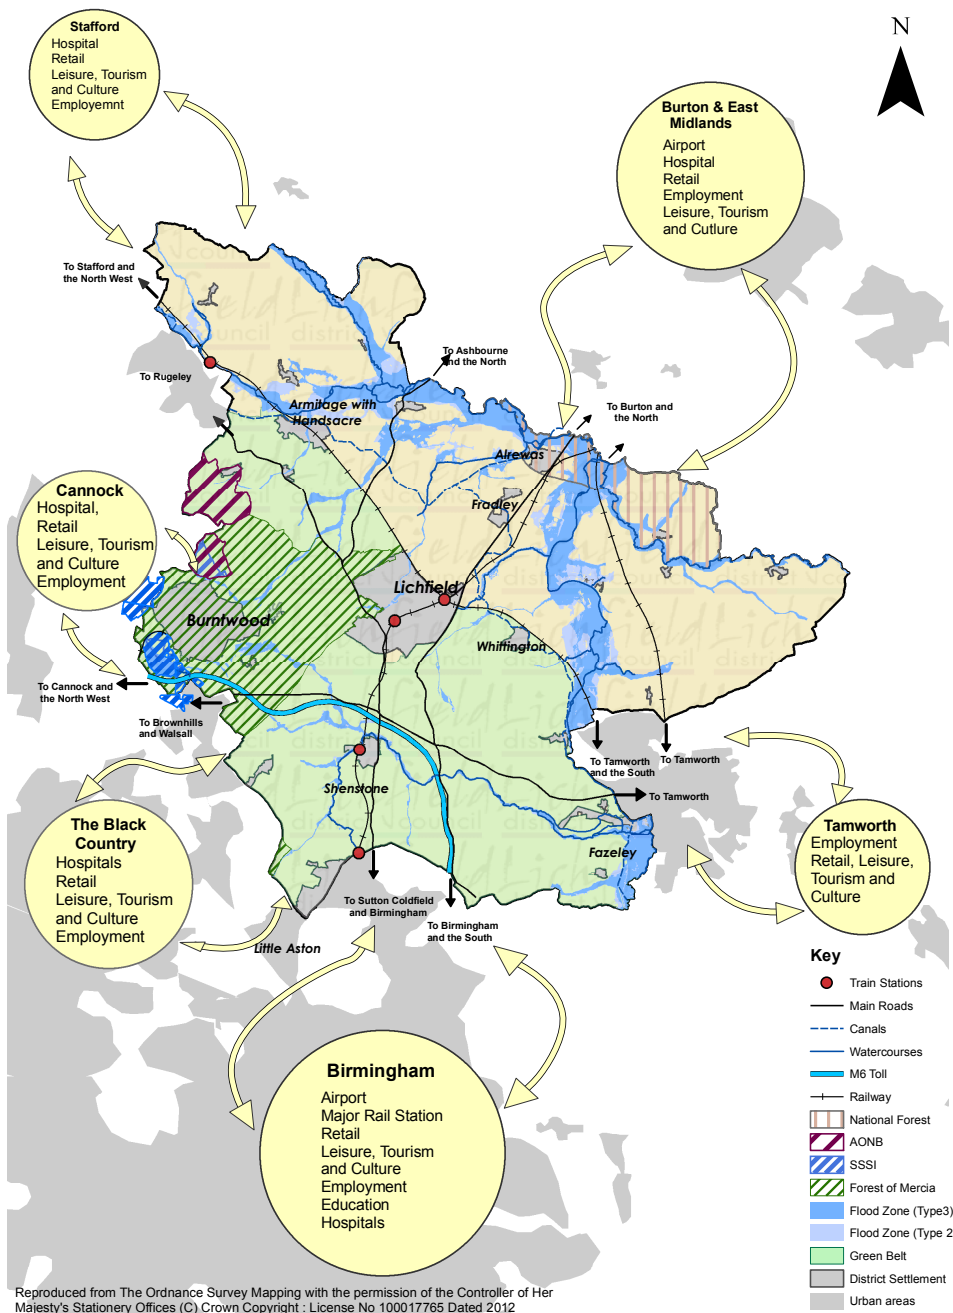 Stafford
Hospital
Retail
Leisure, Tourism
and Culture
Employemnt
N
Burton & East
Midlands
Airport
Hospital
Retail
Employment
Leisure, Tourism
and Cutlure
To Stafford and
the North West
To Rugeley
To Ashbourne
and the North
Armitage with
Handsacre
To Burton and
the North
Alrewas
Fradley
Cannock
Hospital,
Retail
Leisure, Tourism
and Culture
Employment
Lichfield
Burntwood
Whittington
To Cannock and
the North West
To Brownhills
and Walsall
To Tamworth
and the South
To Tamworth
Shenstone
To Tamworth
The Black
Country
Hospitals
Retail
Leisure, Tourism
and Culture
Employment
Tamworth
Employment
Retail, Leisure,
Tourism and
Culture
Fazeley
To Sutton Coldfield
and Birmingham
To Birmingham
and the South
Little Aston
Birmingham
Airport
Major Rail Station
Retail
Leisure, Tourism
and Culture
Employment
Education
Hospitals
Key
Train Stations
Main Roads
Canals
Watercourses
M6 Toll
Railway
National Forest
AONB
SSSI
Forest of Mercia
Flood Zone (Type3)
Flood Zone (Type 2
Green Belt
District Settlement
Urban areas
Reproduced from The Ordnance Survey Mapping with the permission of the Controller of Her
Majesty's Stationery Offices (C) Crown Copyright : License No 100017765 Dated 2012